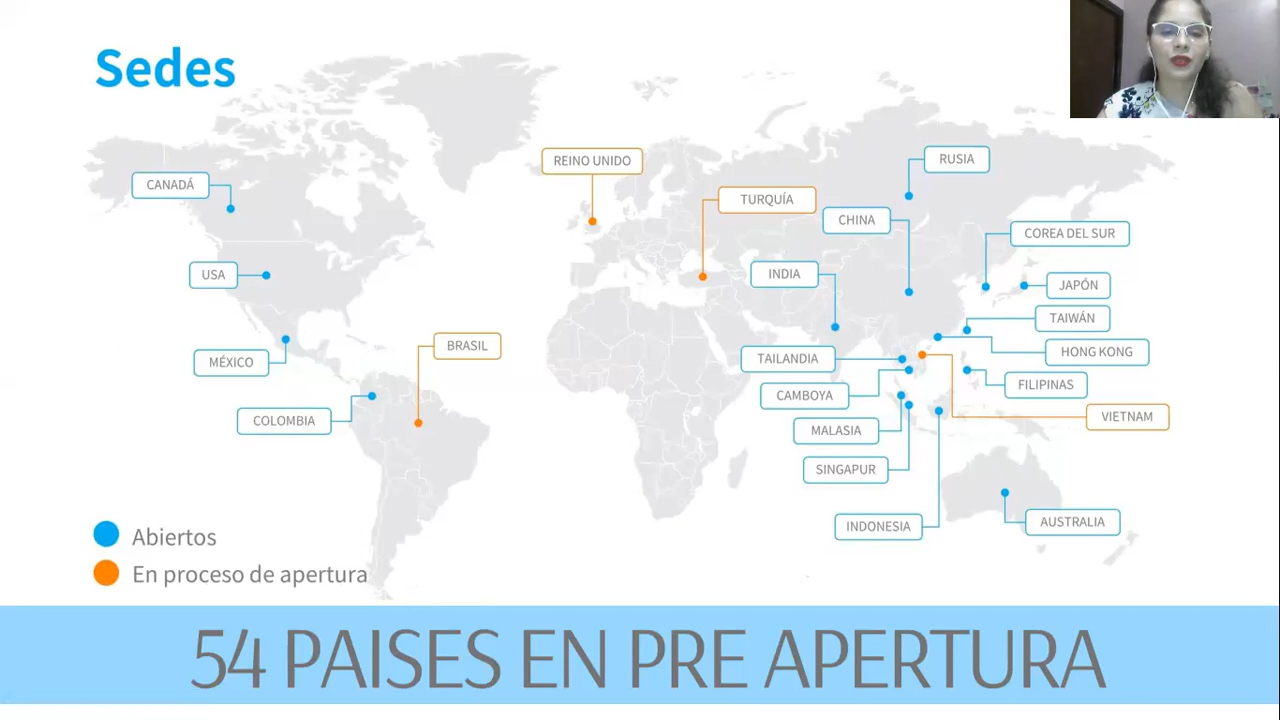 Sedes
CANADÁ
REINO UNIDO
RUSIA
TURQUÍA
CHINA
COREA DEL SUR
USA
INDIA
JAPÓN
TAIWÁN
BRASIL
HONG KONG
MÉXICO
TAILANDIA
FILIPINAS
CAMBOYA
COLOMBIA
VIETNAM
MALASIA
SINGAPUR
INDONESIA
AUSTRALIA
Abiertos
En proceso de apertura
54 PAISES EN PRE APERTURA